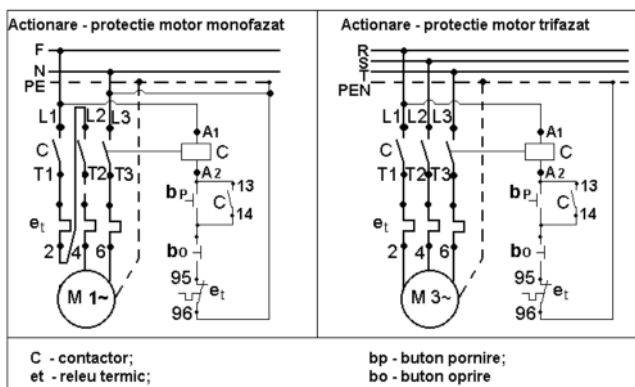 Actionare - protectie motor monofazat
F
N
PE
L1 L2 L3
A1
C C
A2
T1 T2 T3
bP 13
C
14
et
bo
2 4 6
95
et
M 1~
96
Actionare - protectie motor trifazat
R
S
T
PEN
L1 L2 L3
A1
C C
A2
T1 T2 T3
bP 13
C
14
et
bo
2 4 6
95
et
M 3~
96
C - contactor;
et - releu termic;
bp - buton pornire;
bo - buton oprire